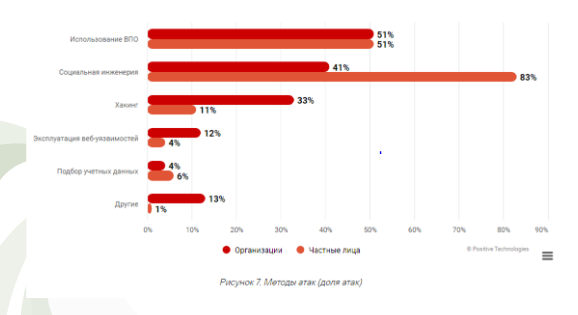 Использование ВПО
51%
51%
Социальная инженерия
41%
83%
Хакинг
33%
11%
Эксплуатация веб-уязвимостей
12%
4%
Подбор учетных данных
4%
6%
Другие
13%
1%
0% 10% 20% 30% 40% 50% 60% 70% 80% 90%
Организации Частные лица
© Positive Technologies
Рисунок 7. Методы атак (доля атак)